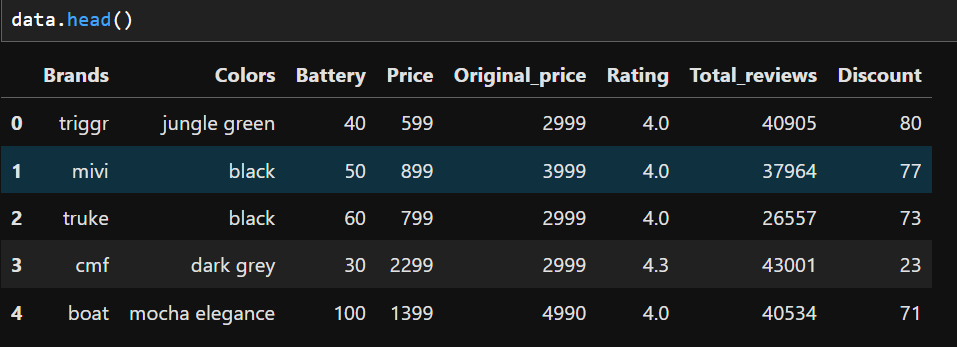 data.head()
Brands Colors Battery Price Original_price Rating Total_reviews Discount
0 triggr jungle green 40 599 2999 4.0 40905 80
1 mivi black 50 899 3999 4.0 37964 77
2 truke black 60 799 2999 4.0 26557 73
3 cmf dark grey 30 2299 2999 4.3 43001 23
4 boat mocha elegance 100 1399 4990 4.0 40534 71